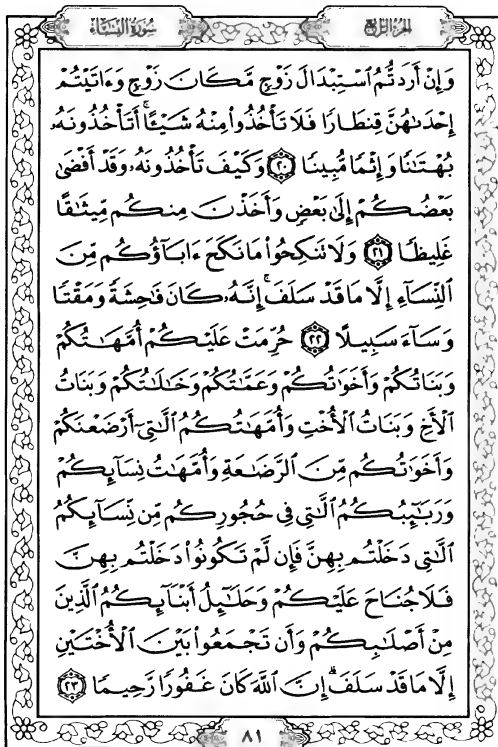 الجزء الرابع
سورة النساء
وَإِنْ أَرَدتُّمُ ٱسْتِبْدَالَ زَوْجٍ مَّكَانَ زَوْجٍ وَءَاتَيْتُمْ
إِحْدَىٰهُنَّ قِنطَارًا فَلَا تَأْخُذُوا۟ مِنْهُ شَيْـًٔا ۚ أَتَأْخُذُونَهُۥ
بُهْتَٰنًا وَإِثْمًا مُّبِينًا ٢٠ وَكَيْفَ تَأْخُذُونَهُۥ وَقَدْ أَفْضَىٰ
بَعْضُكُمْ إِلَىٰ بَعْضٍ وَأَخَذْنَ مِنكُم مِّيثَٰقًا
غَلِيظًا ٢١ وَلَا تَنكِحُوا۟ مَا نَكَحَ ءَابَآؤُكُم مِّنَ
ٱلنِّسَآءِ إِلَّا مَا قَدْ سَلَفَ ۚ إِنَّهُۥ كَانَ فَٰحِشَةً وَمَقْتًا
وَسَآءَ سَبِيلًا ٢٢ حُرِّمَتْ عَلَيْكُمْ أُمَّهَٰتُكُمْ
وَبَنَاتُكُمْ وَأَخَوَٰتُكُمْ وَعَمَّٰتُكُمْ وَخَٰلَٰتُكُمْ وَبَنَاتُ
ٱلْأَخِ وَبَنَاتُ ٱلْأُخْتِ وَأُمَّهَٰتُكُمُ ٱلَّٰتِىٓ أَرْضَعْنَكُمْ
وَأَخَوَٰتُكُم مِّنَ ٱلرَّضَٰعَةِ وَأُمَّهَٰتُ نِسَآئِكُمْ
وَرَبَٰٓئِبُكُمُ ٱلَّٰتِى فِى حُجُورِكُم مِّن نِّسَآئِكُمُ
ٱلَّٰتِى دَخَلْتُم بِهِنَّ فَإِن لَّمْ تَكُونُوا۟ دَخَلْتُم بِهِنَّ
فَلَا جُنَاحَ عَلَيْكُمْ وَحَلَٰٓئِلُ أَبْنَآئِكُمُ ٱلَّذِينَ
مِنْ أَصْلَٰبِكُمْ وَأَن تَجْمَعُوا۟ بَيْنَ ٱلْأُخْتَيْنِ
إِلَّا مَا قَدْ سَلَفَ ۗ إِنَّ ٱللَّهَ كَانَ غَفُورًا رَّحِيمًا ٢٣
٨١